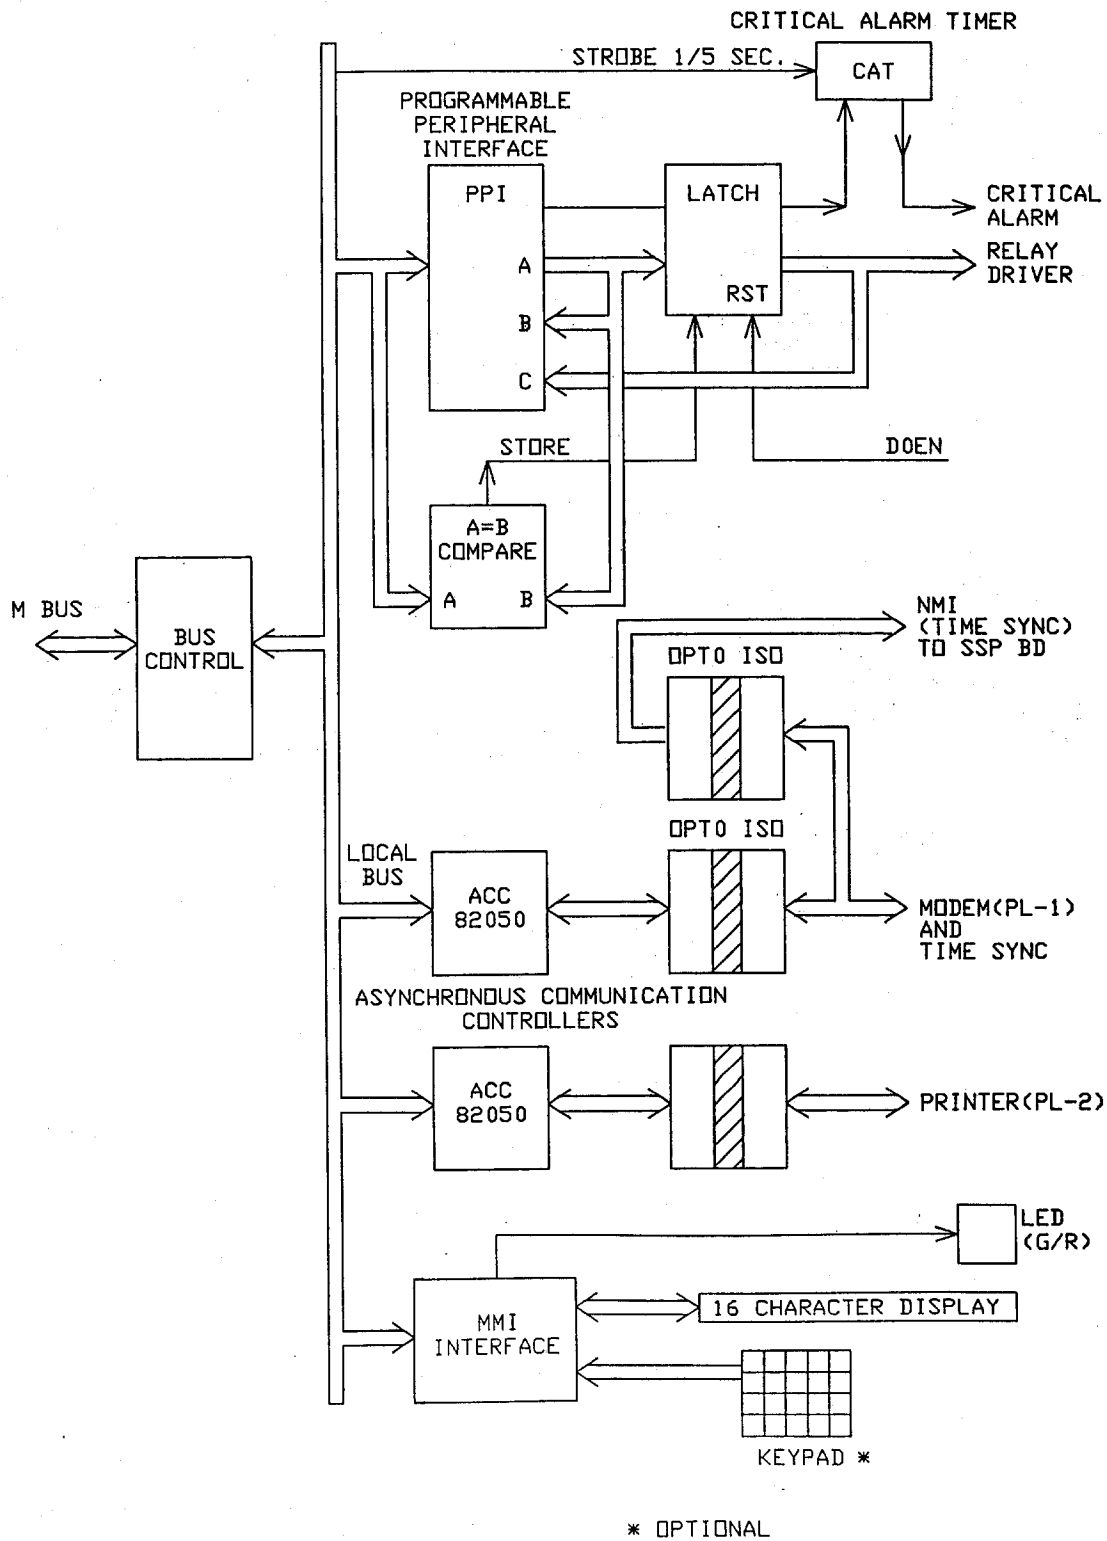 CRITICAL ALARM TIMER
STROBE 1/5 SEC.
CAT
PROGRAMMABLE
PERIPHERAL
INTERFACE
PPI
LATCH
CRITICAL
ALARM
A
RELAY
DRIVER
RST
B
C
STORE
DOEN
A=B
COMPARE
A
B
M BUS
BUS
CONTROL
NMI
(TIME SYNC)
TO SSP BD
OPTO ISO
OPTO ISO
LOCAL
BUS
ACC
82050
MODEM(PL-1)
AND
TIME SYNC
ASYNCHRONOUS COMMUNICATION
CONTROLLERS
ACC
82050
PRINTER(PL-2)
LED
(G/R)
16 CHARACTER DISPLAY
MMI
INTERFACE
KEYPAD *
* OPTIONAL